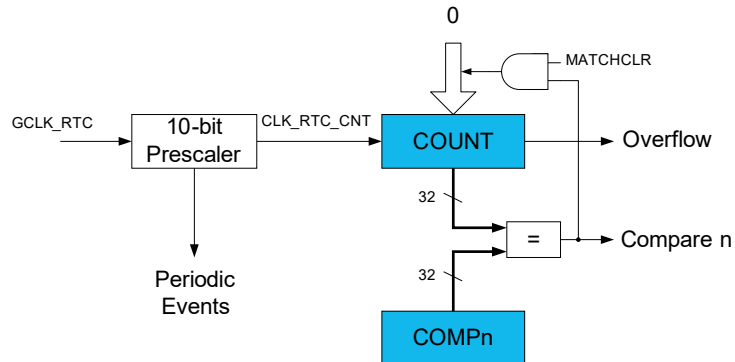 0
MATCHCLR
GCLK_RTC
10-bit
Prescaler
CLK_RTC_CNT
COUNT
Overflow
32
=
Compare n
Periodic
Events
32
COMPn